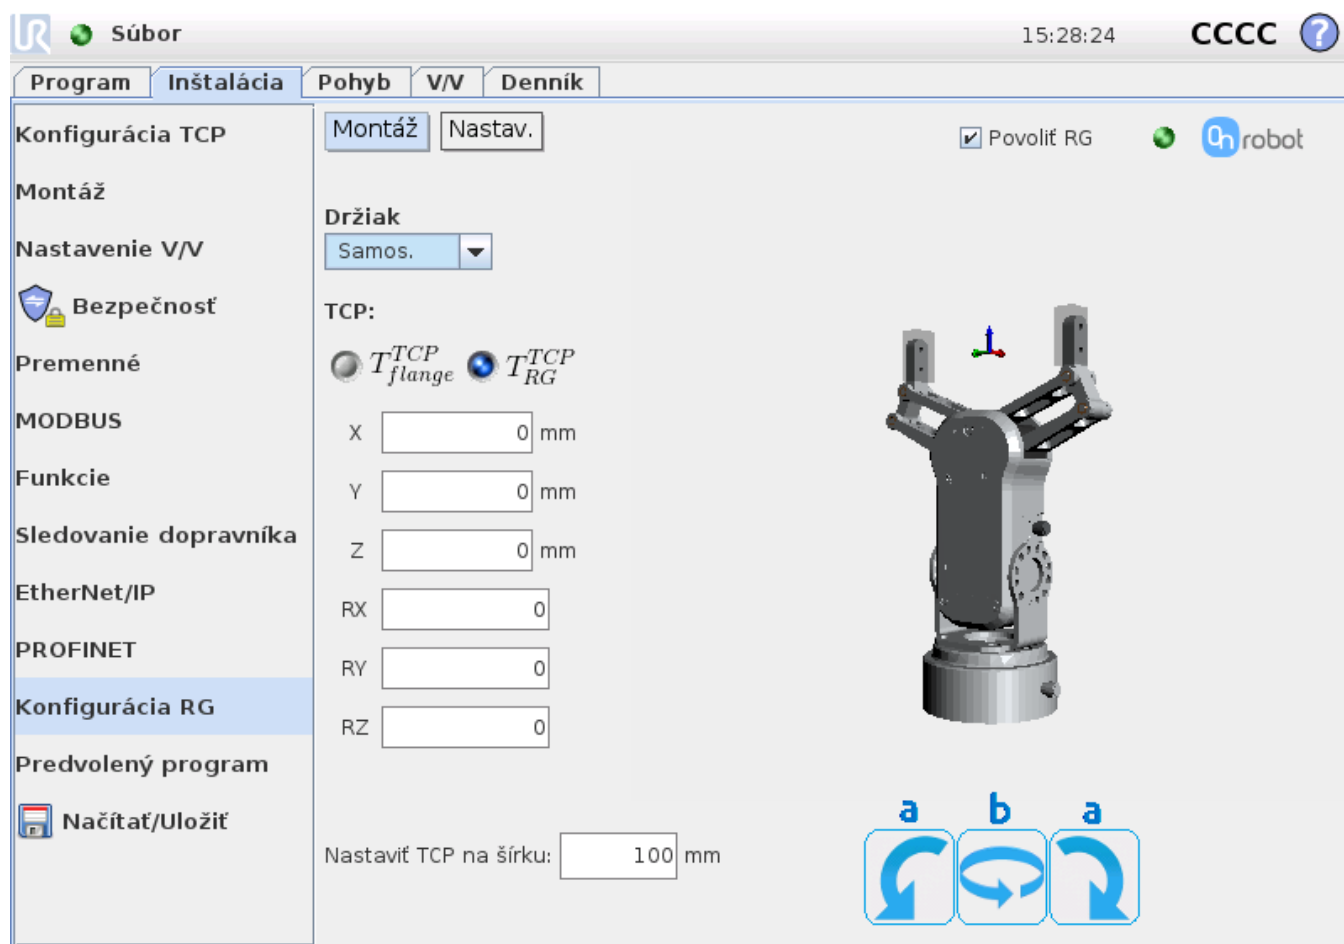 UR Súbor 15:28:24 CCCC ?
Program Inštalácia Pohyb V/V Denník
Konfigurácia TCP
Montáž
Nastavenie V/V
Bezpečnosť
Premenné
MODBUS
Funkcie
Sledovanie dopravníka
EtherNet/IP
PROFINET
Konfigurácia RG
Predvolený program
Načítať/Uložiť
Montáž Nastav.
Povoliť RG
On robot
Držiak
Samos.
TCP:
T TCP flange T TCP RG
X 0 mm
Y 0 mm
Z 0 mm
RX 0
RY 0
RZ 0
Nastaviť TCP na šírku: 100 mm
a b a